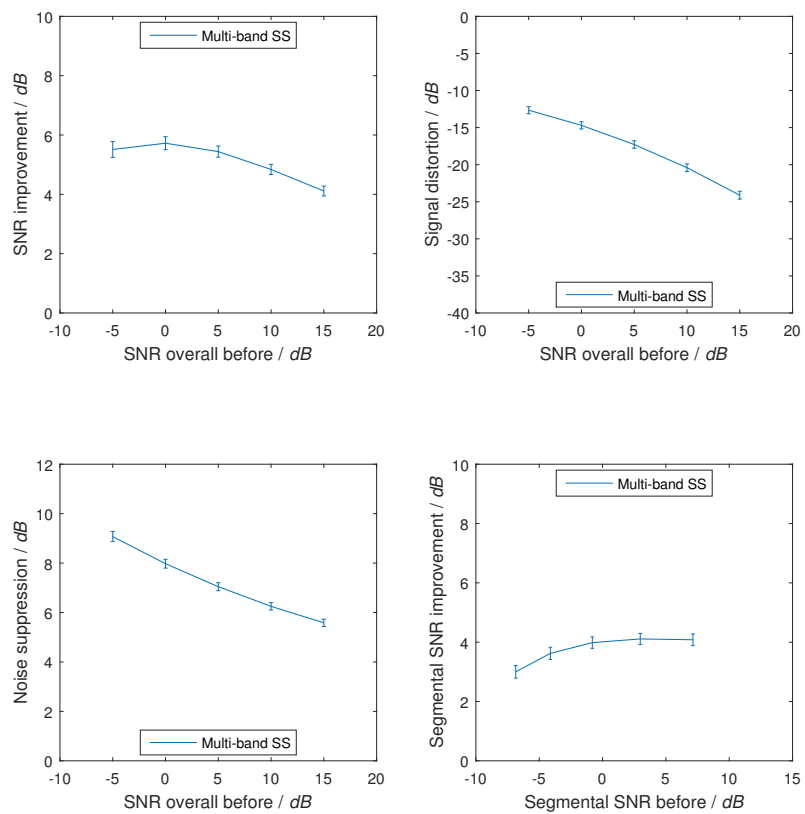 10
8
6
4
2
0
-10 -5 0 5 10 15 20
SNR improvement / dB
SNR overall before / dB
Multi-band SS
0
-5
-10
-15
-20
-25
-30
-35
-40
-10 -5 0 5 10 15 20
Signal distortion / dB
SNR overall before / dB
Multi-band SS
12
10
8
6
4
2
0
-10 -5 0 5 10 15 20
Noise suppression / dB
SNR overall before / dB
Multi-band SS
10
8
6
4
2
0
-10 -5 0 5 10 15
Segmental SNR improvement / dB
Segmental SNR before / dB
Multi-band SS